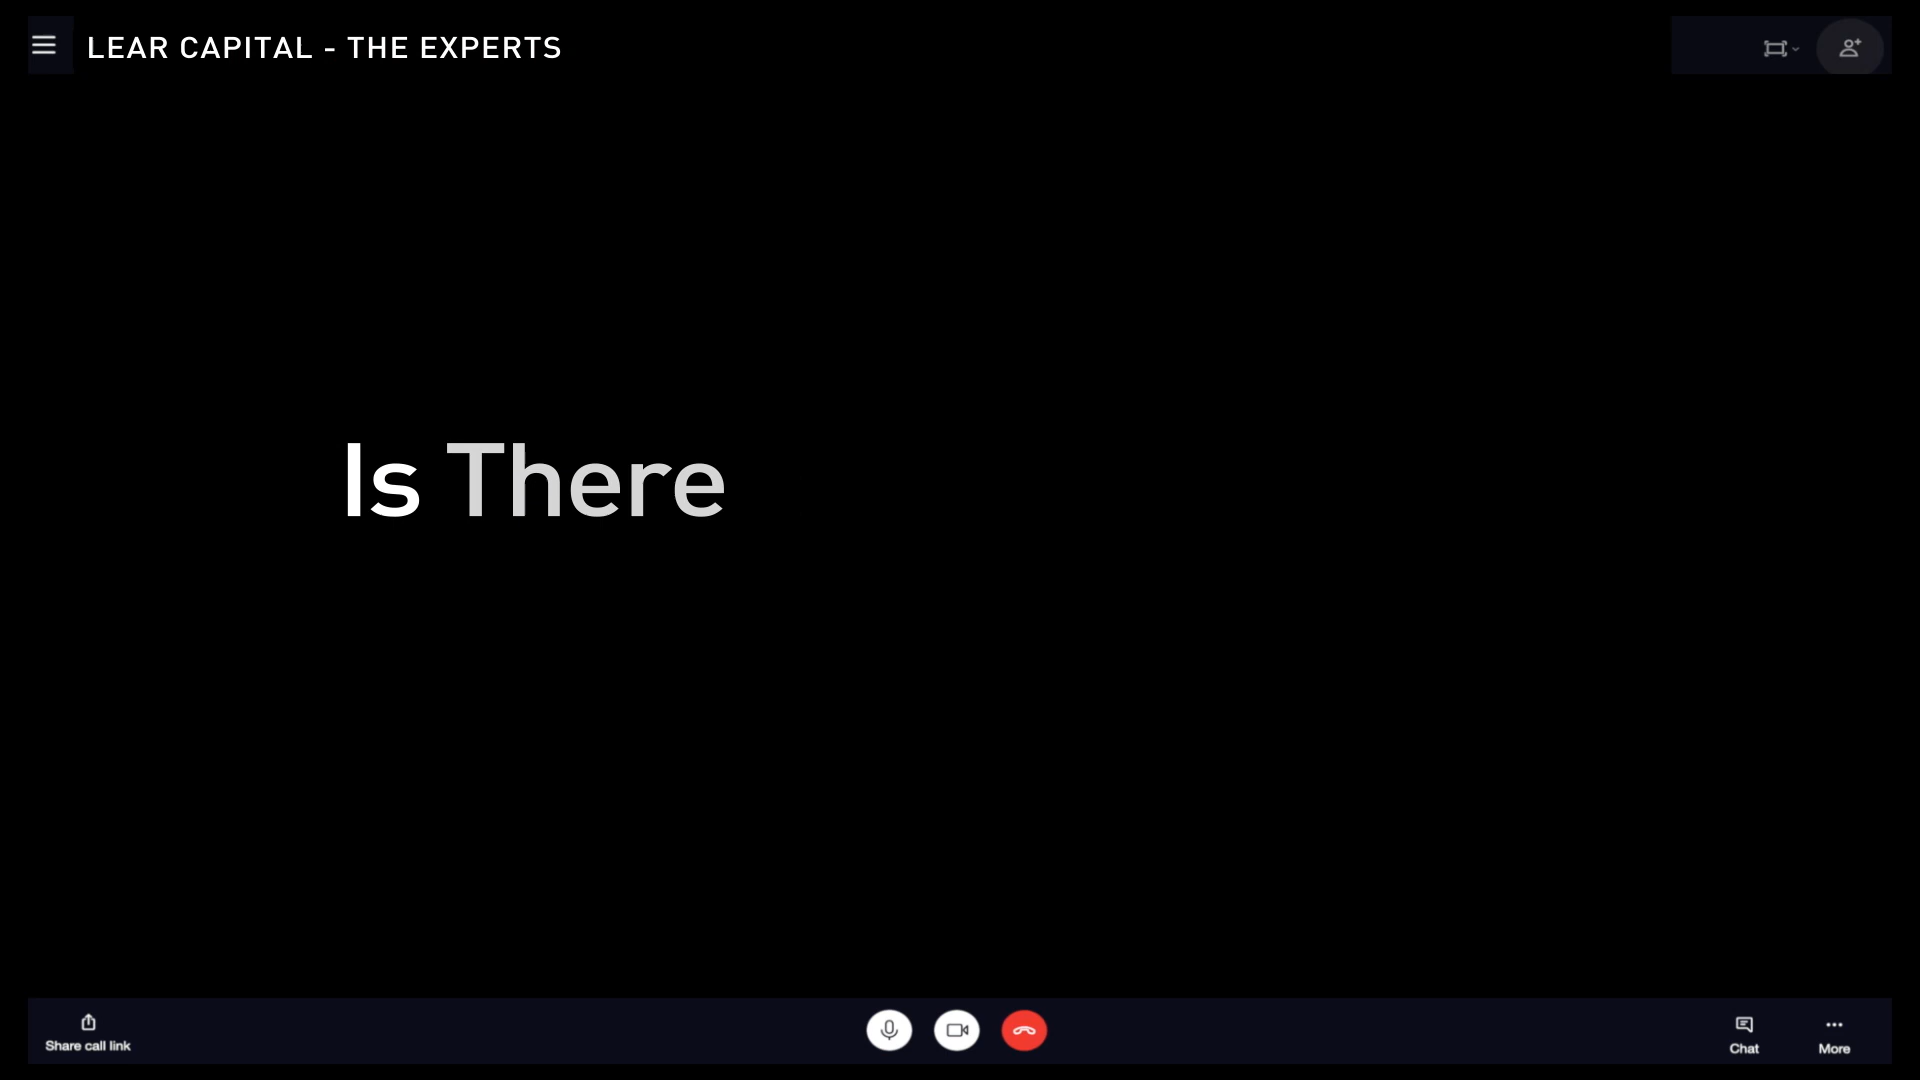 LEAR CAPITAL - THE EXPERTS
Is There
Share call link
Chat
More